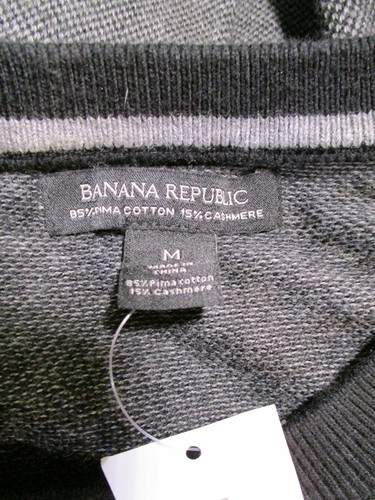 BANANA REPUBLIC
85% PIMA COTTON 15% CASHMERE
M
MADE IN
CHINA
85% Pima cotton
15% Cashmere